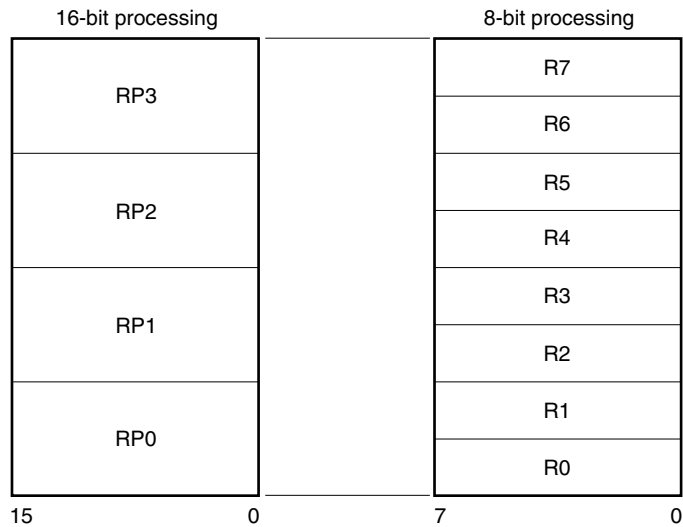 16-bit processing
8-bit processing
RP3
RP2
RP1
RP0
R7
R6
R5
R4
R3
R2
R1
R0
15 0
7 0